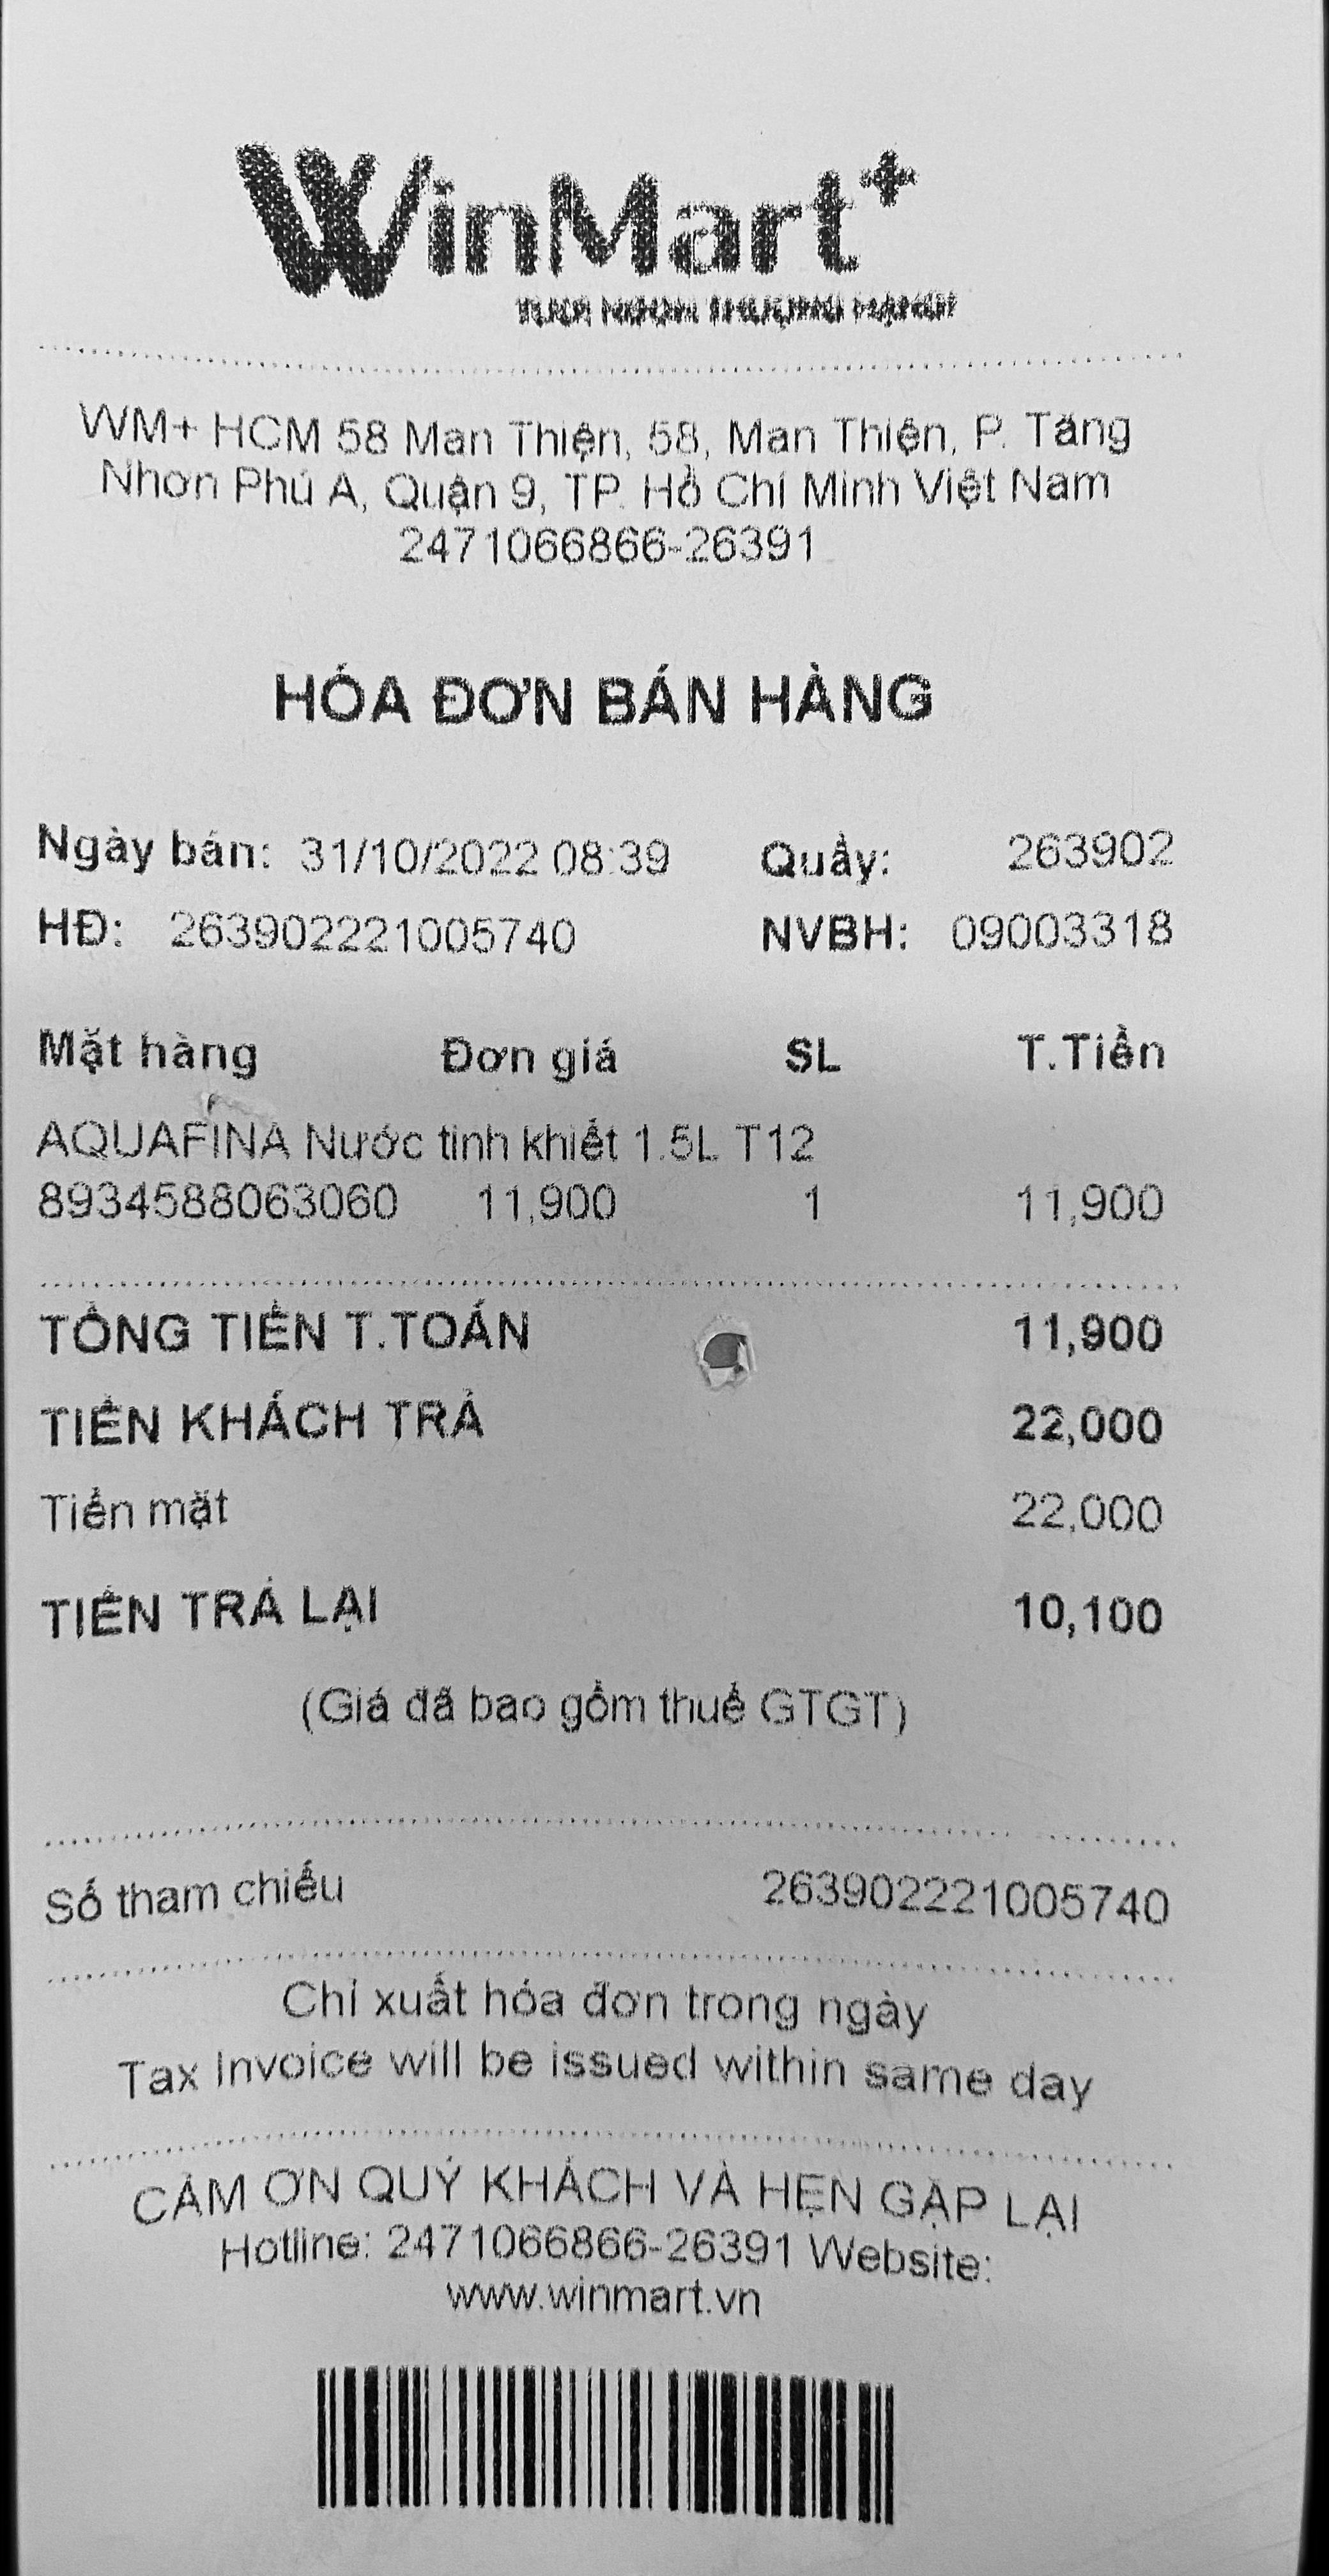 WinMart+
TƯƠI NGON THƯỢNG HẠNG!
WM+ HCM 58 Man Thiện, 58, Man Thiện, P. Tăng
Nhơn Phú A, Quận 9, TP. Hồ Chí Minh Việt Nam
2471066866-26391
HÓA ĐƠN BÁN HÀNG
Ngày bán: 31/10/2022 08:39 Quầy: 263902
HĐ: 263902221005740 NVBH: 09003318
Mặt hàng Đơn giá SL T.Tiền
AQUAFINA Nước tinh khiết 1.5L T12
8934588063060 11,900 1 11,900
TỔNG TIỀN T.TOÁN 11,900
TIỀN KHÁCH TRẢ 22,000
Tiền mặt 22,000
TIỀN TRẢ LẠI 10,100
(Giá đã bao gồm thuế GTGT)
Số tham chiếu 263902221005740
Chỉ xuất hóa đơn trong ngày
Tax Invoice will be issued within same day
CẢM ƠN QUÝ KHÁCH VÀ HẸN GẶP LẠI
Hotline: 2471066866-26391 Website:
www.winmart.vn